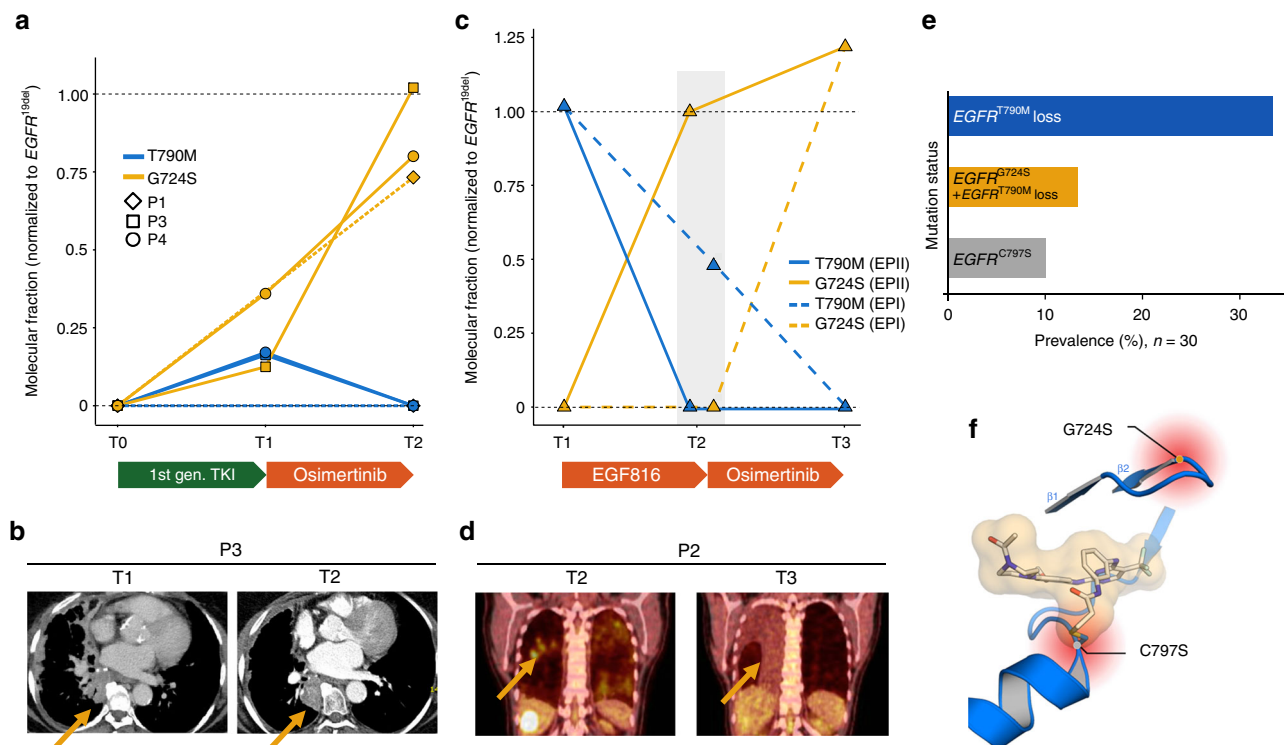 a
Molecular fraction (normalized to EGFR19del)
1.00
0.75
0.5
0.25
0
T790M
G724S
P1
P3
P4
T0
T1
T2
1st gen. TKI
Osimertinib
b
P3
T1
T2
c
Molecular fraction (normalized to EGFR19del)
1.25
1.00
0.75
0.5
0.25
0
T790M (EPII)
G724S (EPII)
T790M (EPI)
G724S (EPI)
T1
T2
T3
EGF816
Osimertinib
d
P2
T2
T3
e
Mutation status
EGFRT790M loss
EGFRG724S
+EGFRT790M loss
EGFRC797S
0
10
20
30
Prevalence (%), n = 30
f
G724S
β2
β1
C797S